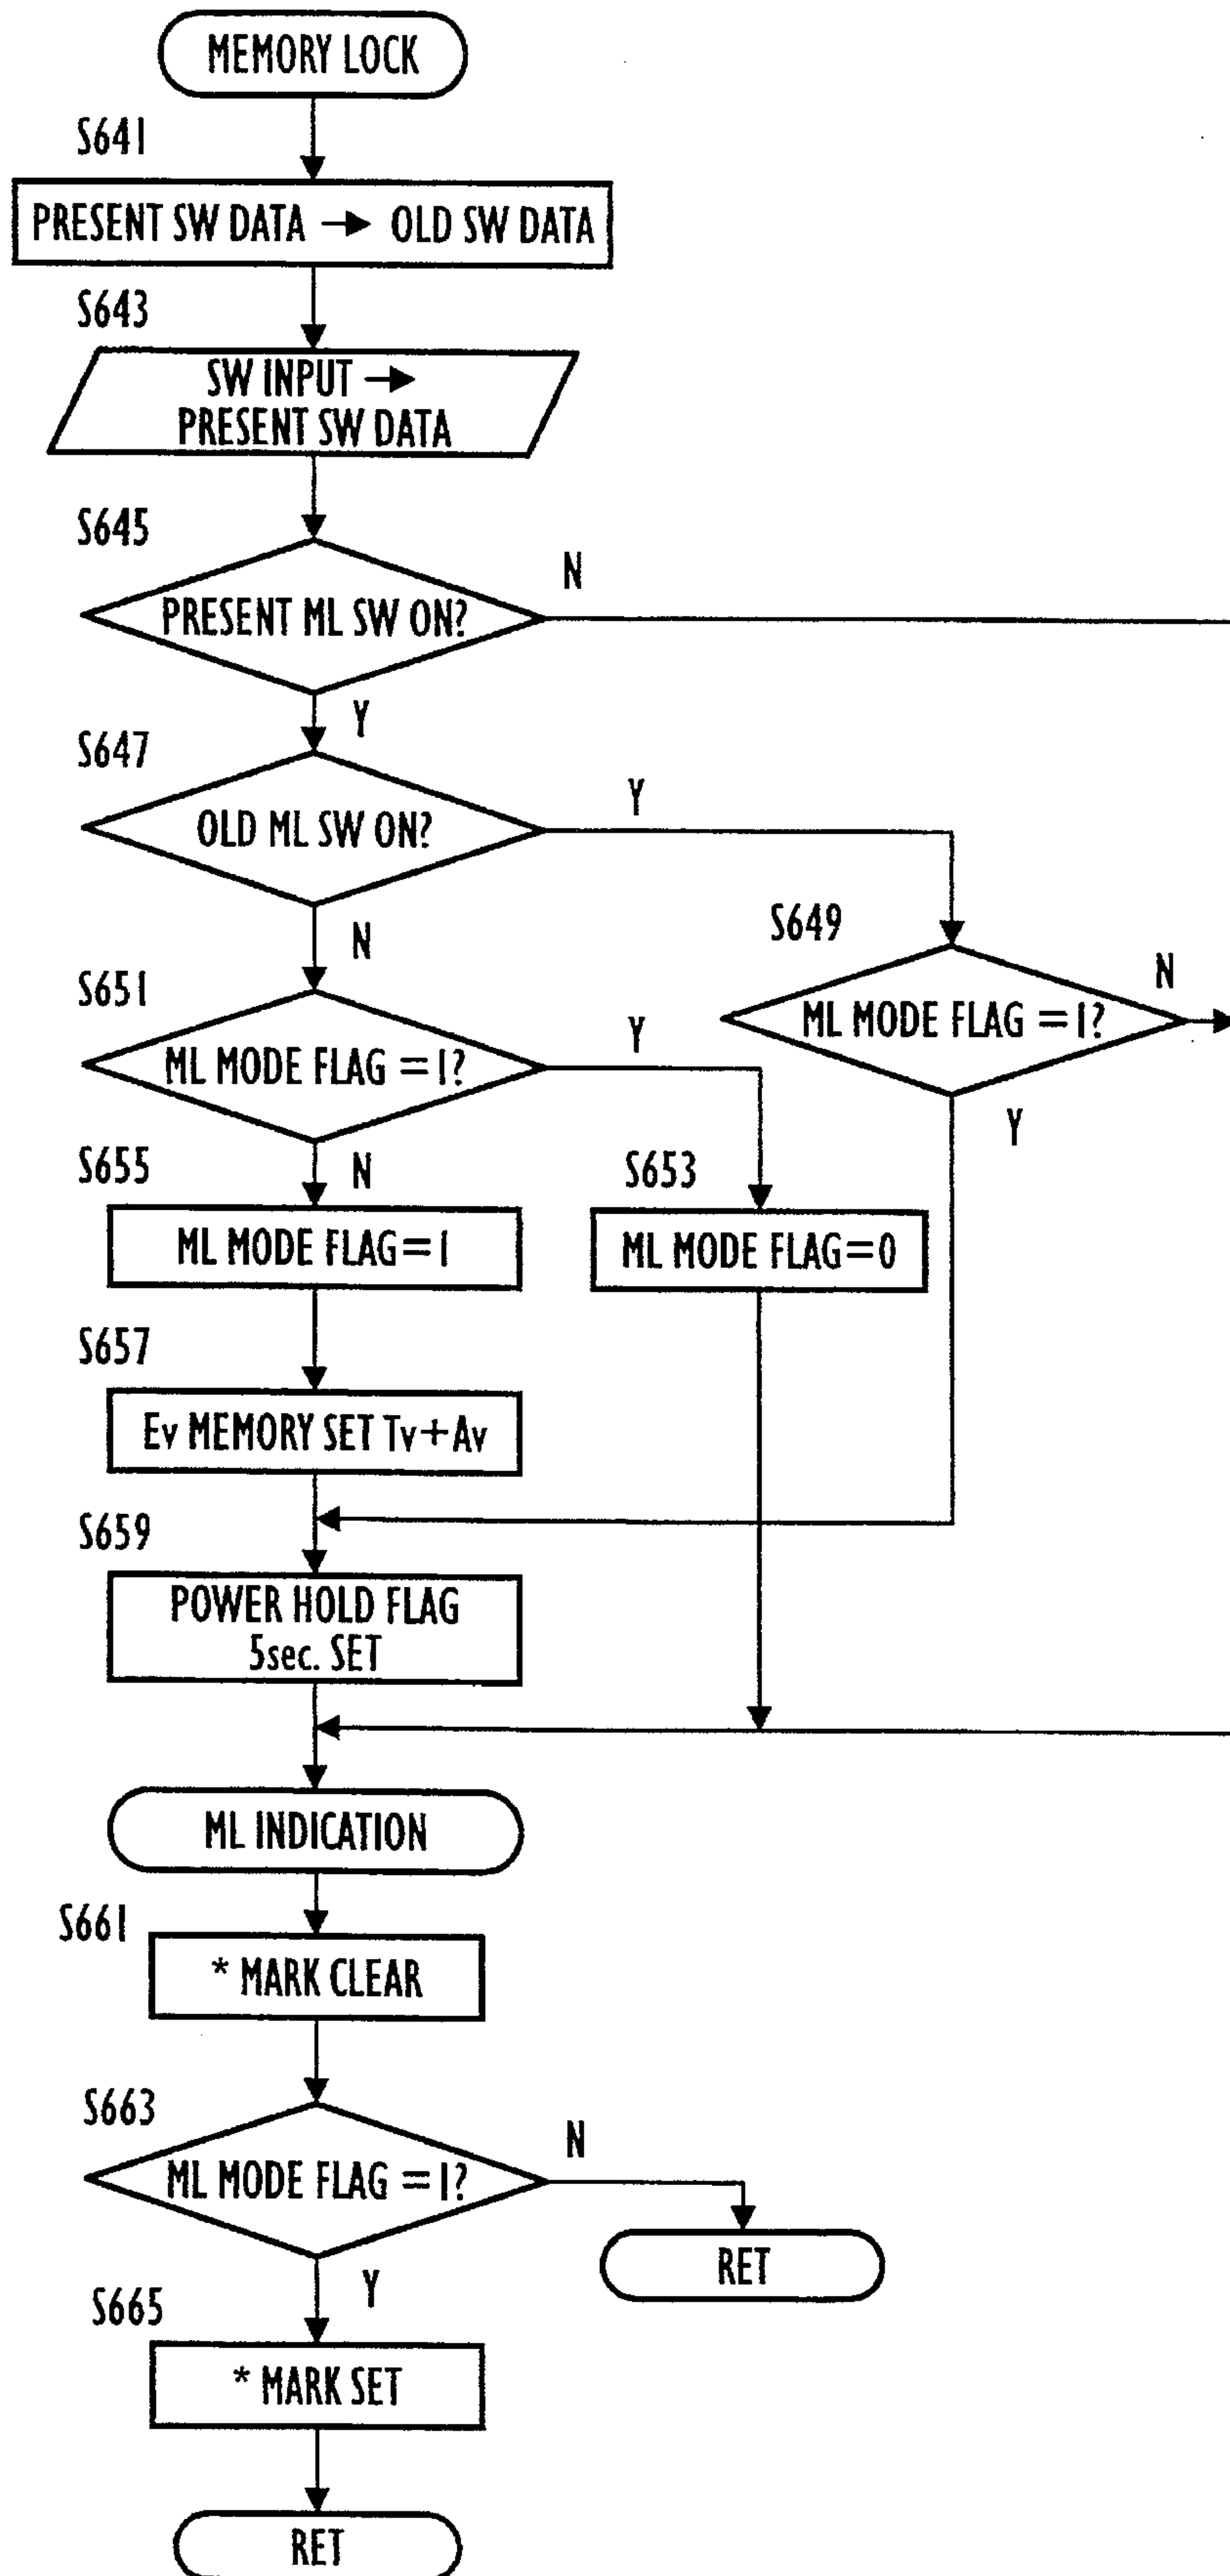 MEMORY LOCK
S641
PRESENT SW DATA → OLD SW DATA
S643
SW INPUT →
PRESENT SW DATA
S645
PRESENT ML SW ON?
N
Y
S647
OLD ML SW ON?
Y
N
S649
ML MODE FLAG =1?
N
Y
S651
ML MODE FLAG =1?
Y
N
S655
ML MODE FLAG=1
S653
ML MODE FLAG=0
S657
Ev MEMORY SET Tv+Av
S659
POWER HOLD FLAG
5sec. SET
ML INDICATION
S661
* MARK CLEAR
S663
ML MODE FLAG =1?
N
RET
Y
S665
* MARK SET
RET